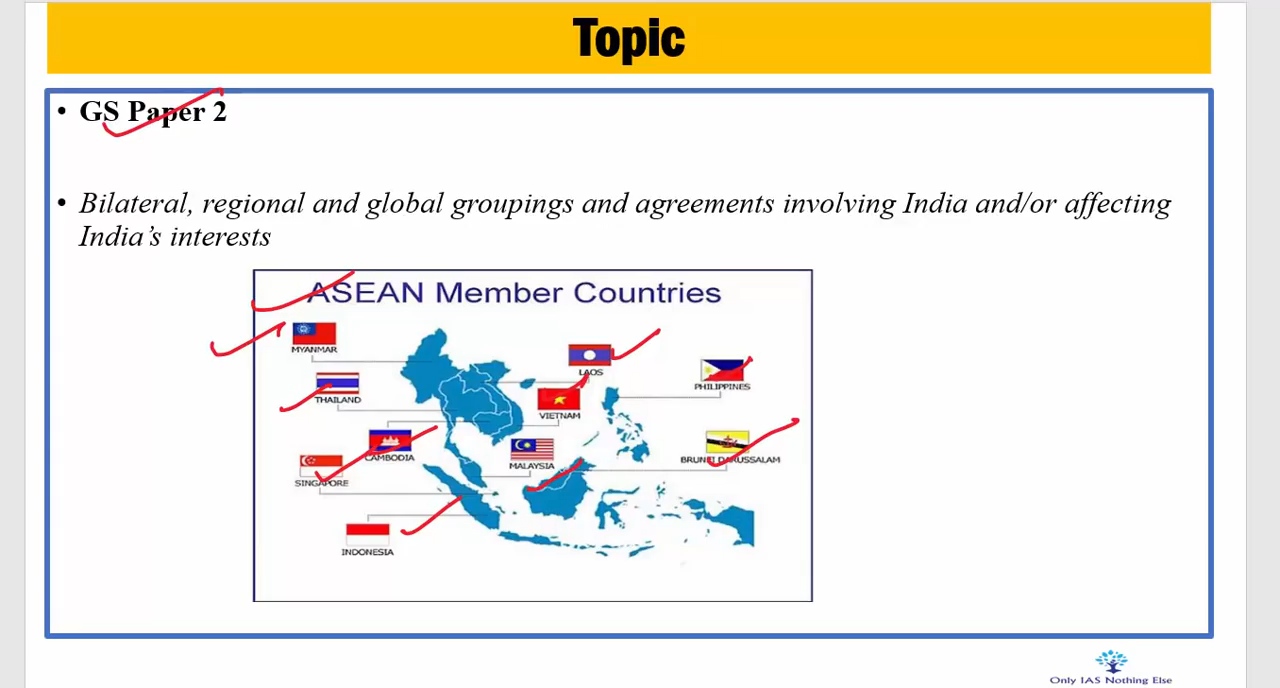 Topic
• GS Paper 2
• Bilateral, regional and global groupings and agreements involving India and/or affecting
India's interests
ASEAN Member Countries
MYANMAR
LAOS
PHILIPPINES
THAILAND
VIETNAM
CAMBODIA
MALAYSIA
BRUNEI DARUSSALAM
SINGAPORE
INDONESIA
Only IAS Nothing Else